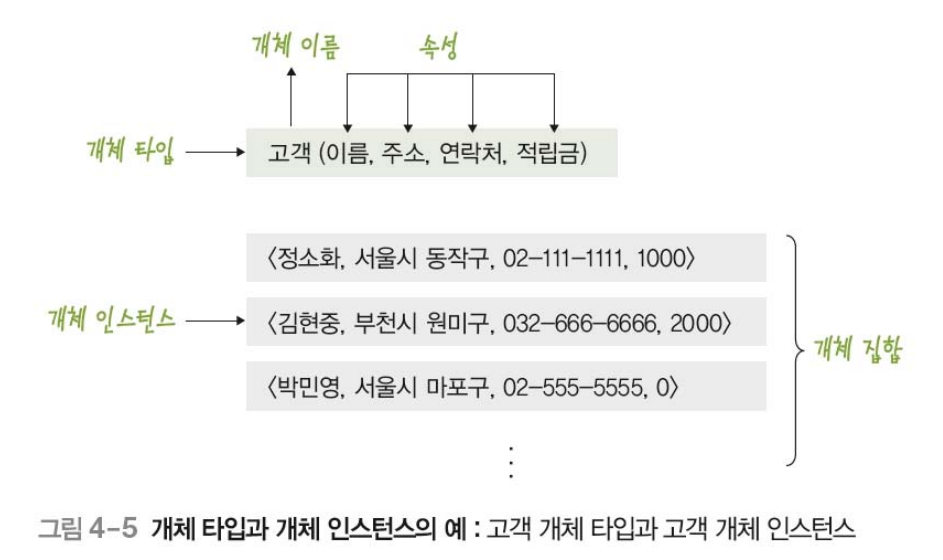 개체 이름 속성
개체 타입 고객 (이름, 주소, 연락처, 적립금)
〈정소화, 서울시 동작구, 02-111-1111, 1000〉
개체 인스턴스 〈김현중, 부천시 원미구, 032-666-6666, 2000〉
개체 집합
〈박민영, 서울시 마포구, 02-555-5555, 0〉
그림 4-5 개체 타입과 개체 인스턴스의 예 : 고객 개체 타입과 고객 개체 인스턴스